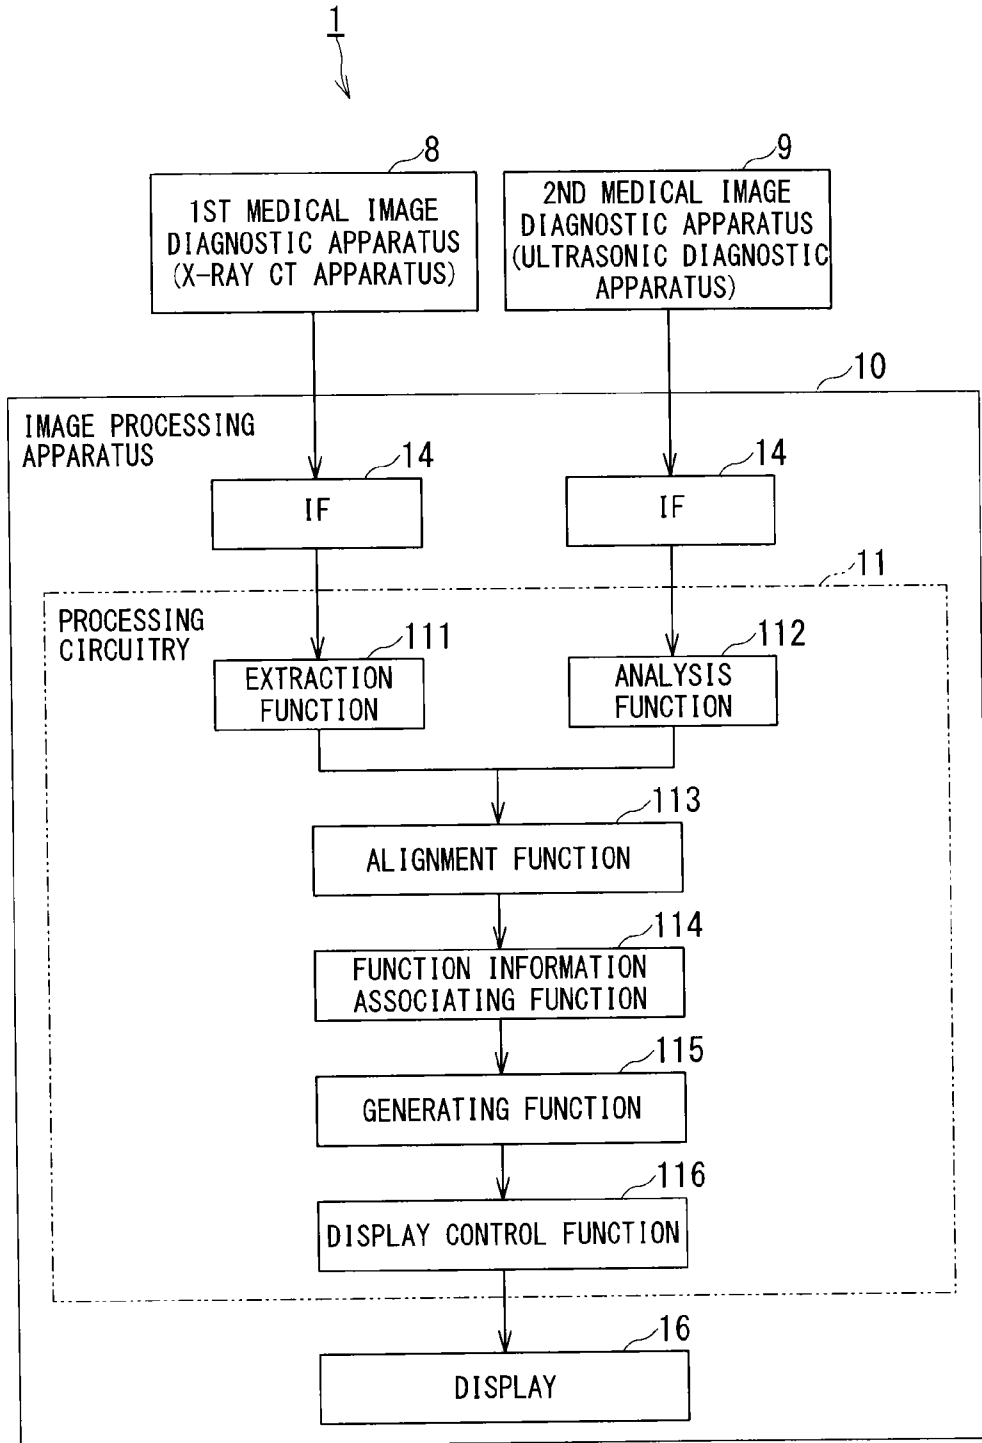 1
8
1ST MEDICAL IMAGE
DIAGNOSTIC APPARATUS
(X-RAY CT APPARATUS)
9
2ND MEDICAL IMAGE
DIAGNOSTIC APPARATUS
(ULTRASONIC DIAGNOSTIC
APPARATUS)
10
IMAGE PROCESSING
APPARATUS
14
IF
14
IF
11
PROCESSING
CIRCUITRY
111
EXTRACTION
FUNCTION
112
ANALYSIS
FUNCTION
113
ALIGNMENT FUNCTION
114
FUNCTION INFORMATION
ASSOCIATING FUNCTION
115
GENERATING FUNCTION
116
DISPLAY CONTROL FUNCTION
16
DISPLAY